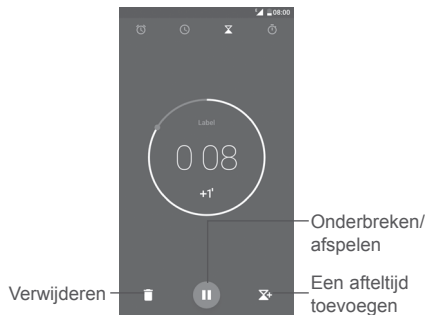 08:00
Label
0 08
+1'
Onderbreken/
afspelen
Verwijderen
Een afteltijd
toevoegen